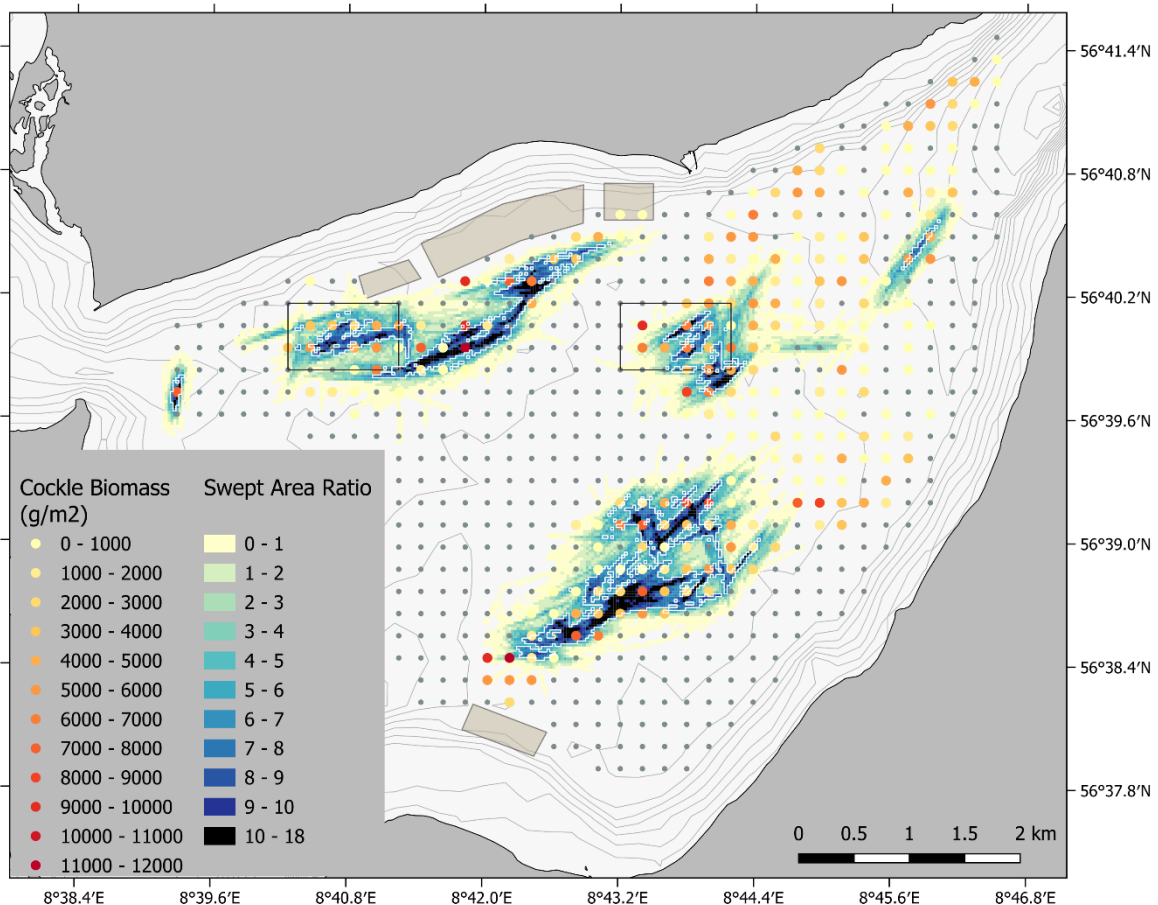 56°41.4'N
56°40.8'N
56°40.2'N
56°39.6'N
56°39.0'N
56°38.4'N
56°37.8'N
Cockle Biomass
(g/m2)
0 - 1000
1000 - 2000
2000 - 3000
3000 - 4000
4000 - 5000
5000 - 6000
6000 - 7000
7000 - 8000
8000 - 9000
9000 - 10000
10000 - 11000
11000 - 12000
Swept Area Ratio
0 - 1
1 - 2
2 - 3
3 - 4
4 - 5
5 - 6
6 - 7
7 - 8
8 - 9
9 - 10
10 - 18
0 0.5 1 1.5 2 km
8°38.4'E 8°39.6'E 8°40.8'E 8°42.0'E 8°43.2'E 8°44.4'E 8°45.6'E 8°46.8'E